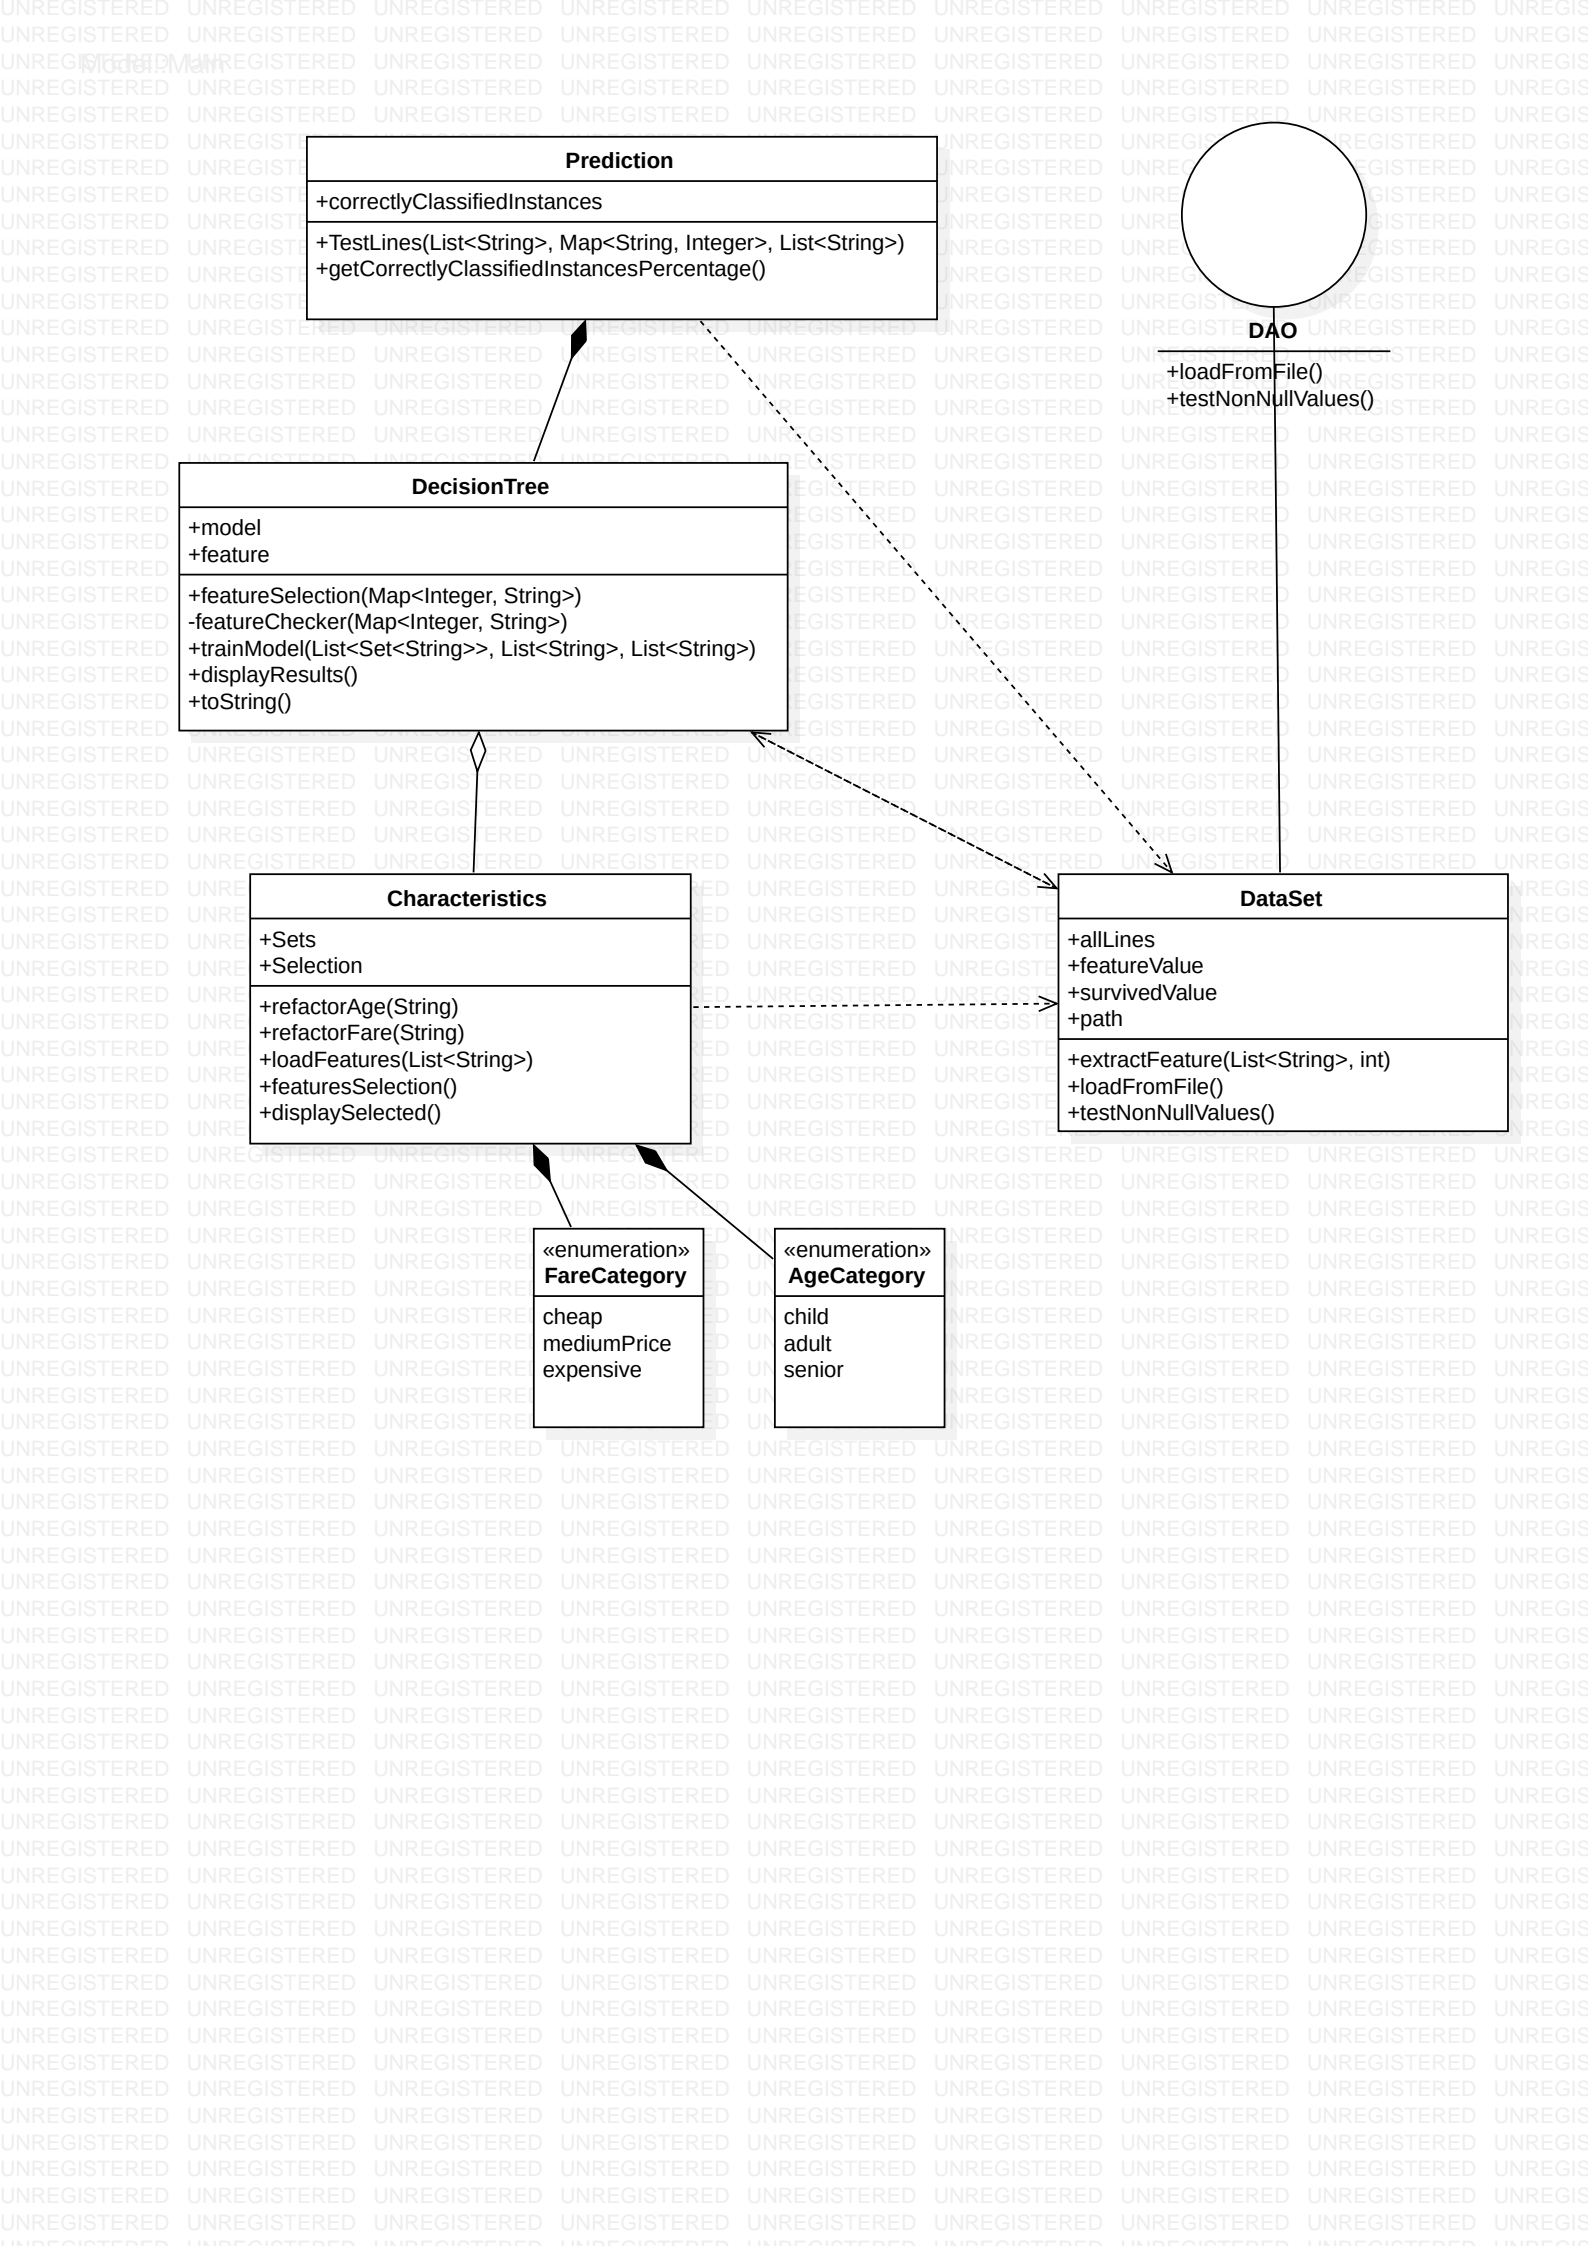 Model::Main
Prediction
+correctlyClassifiedInstances
+TestLines(List<String>, Map<String, Integer>, List<String>)
+getCorrectlyClassifiedInstancesPercentage()
DAO
+loadFromFile()
+testNonNullValues()
DecisionTree
+model
+feature
+featureSelection(Map<Integer, String>)
-featureChecker(Map<Integer, String>)
+trainModel(List<Set<String>>, List<String>, List<String>)
+displayResults()
+toString()
Characteristics
+Sets
+Selection
+refactorAge(String)
+refactorFare(String)
+loadFeatures(List<String>)
+featuresSelection()
+displaySelected()
DataSet
+allLines
+featureValue
+survivedValue
+path
+extractFeature(List<String>, int)
+loadFromFile()
+testNonNullValues()
«enumeration»
FareCategory
cheap
mediumPrice
expensive
«enumeration»
AgeCategory
child
adult
senior
UNREGISTERED